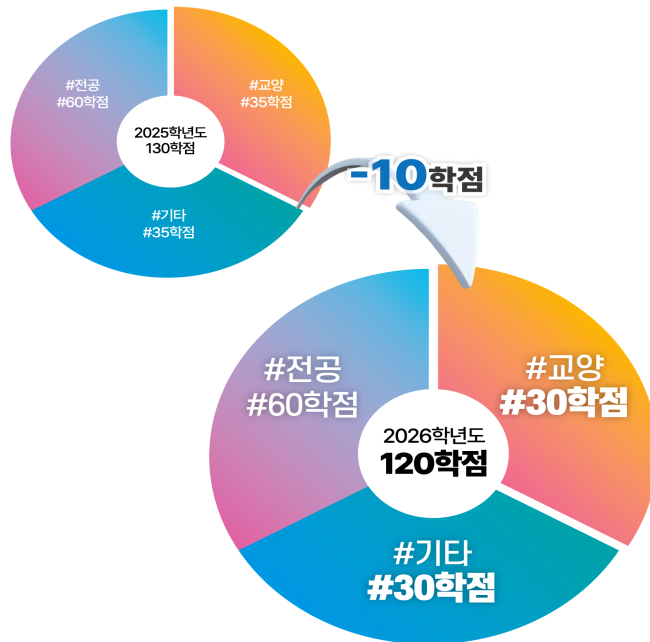 #전공
#60학점
#교양
#35학점
2025학년도
130학점
#기타
#35학점
-10학점
#전공
#60학점
#교양
#30학점
2026학년도
120학점
#기타
#30학점